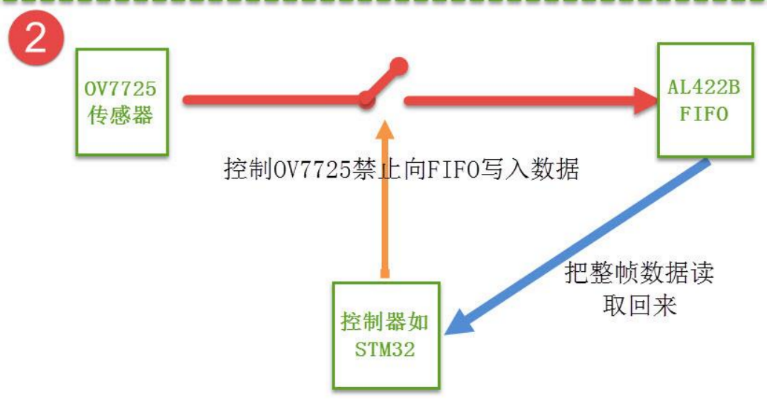 2
OV7725
传感器
AL422B
FIFO
控制OV7725禁止向FIFO写入数据
把整帧数据读
取回来
控制器如
STM32